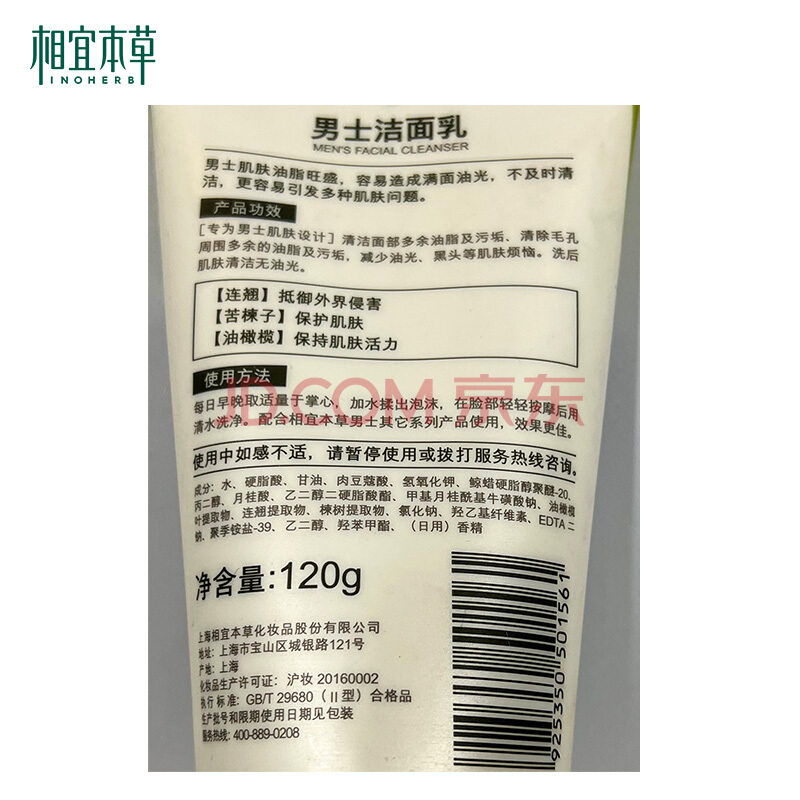 相宜本草
INOHERB
男士洁面乳
MEN'S FACIAL CLEANSER
男士肌肤油脂旺盛，容易造成满面油光，不及时清
洁，更容易引发多种肌肤问题。
产品功效
［专为男士肌肤设计］清洁面部多余油脂及污垢、清除毛孔
周围多余的油脂及污垢，减少油光、黑头等肌肤烦恼。洗后
肌肤清洁无油光。
【连翘】抵御外界侵害
【苦楝子】保护肌肤
【油橄榄】保持肌肤活力
使用方法
JD.COM 京东
每日早晚取适量于掌心，加水揉出泡沫，在脸部轻轻按摩后用
清水洗净。配合相宜本草男士其它系列产品使用，效果更佳。
使用中如感不适，请暂停使用或拨打服务热线咨询。
成分：水、硬脂酸、甘油、肉豆蔻酸、氢氧化钾、鲸蜡硬脂醇聚醚-20、
丙二醇、月桂酸、乙二醇二硬脂酸酯、甲基月桂酰基牛磺酸钠、油橄榄
叶提取物、连翘提取物、楝树提取物、氯化钠、羟乙基纤维素、EDTA 二
钠、聚季铵盐-39、乙二醇、羟苯甲酯、（日用）香精
净含量:120g
上海相宜本草化妆品股份有限公司
地址：上海市宝山区城银路121号
产地：上海
化妆品生产许可证：沪妆 20160002
执行 标准：GB/T 29680（Ⅱ型）合格品
生产批号和限期使用日期见包装
服务热线：400-889-0208
925350 501561